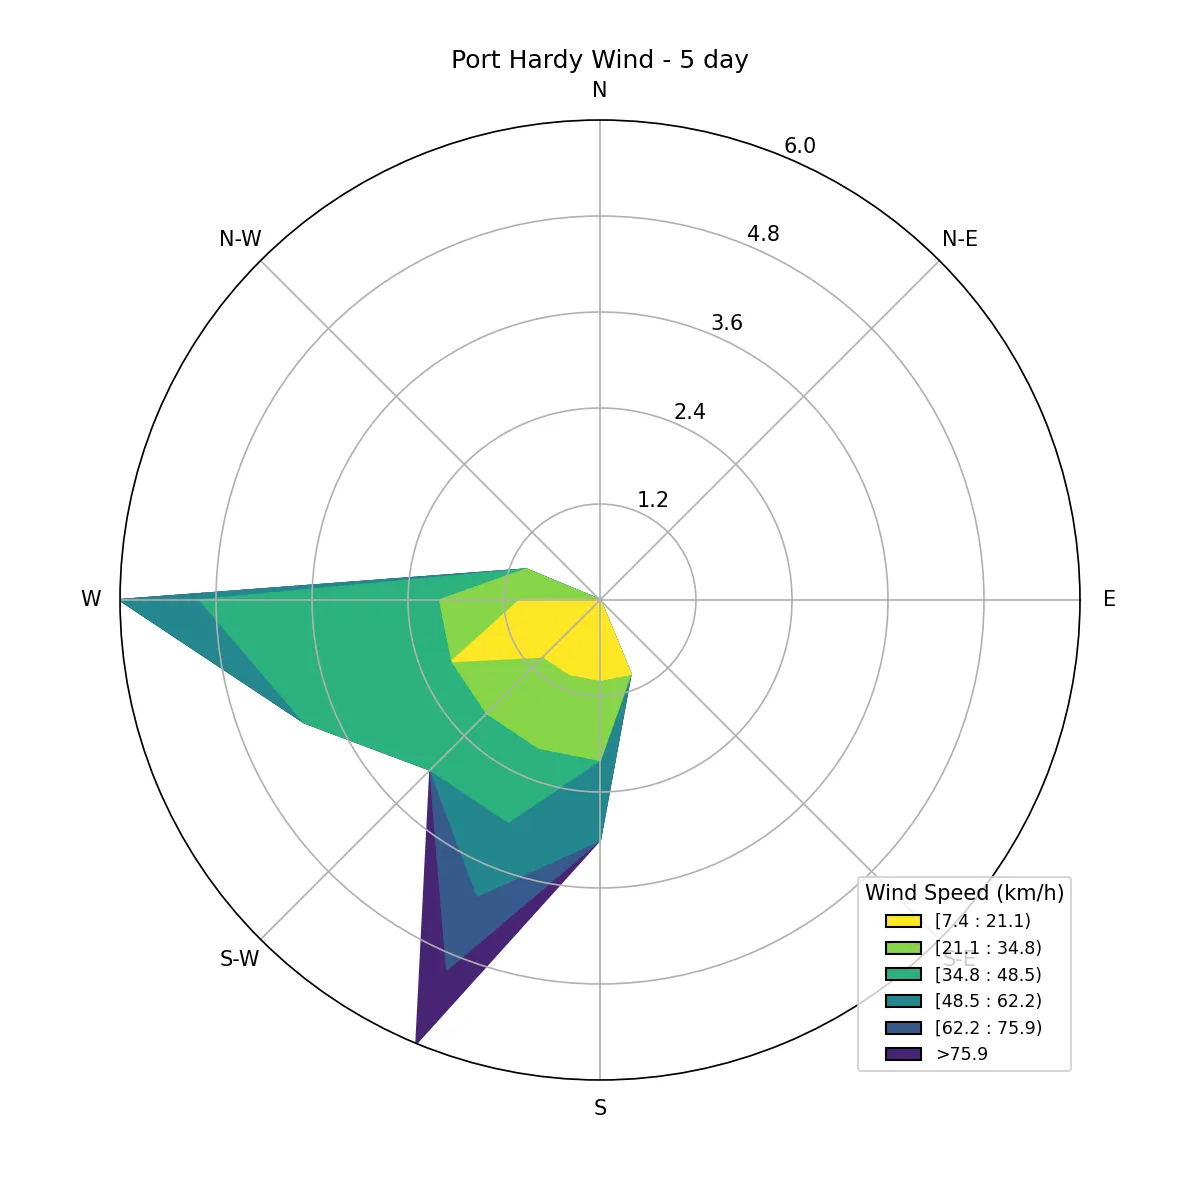 Port Hardy Wind - 5 day
N
6.0
N-W
4.8
N-E
3.6
2.4
1.2
W
E
S-W
S-E
S
Wind Speed (km/h)
[7.4 : 21.1)
[21.1 : 34.8)
[34.8 : 48.5)
[48.5 : 62.2)
[62.2 : 75.9)
>75.9